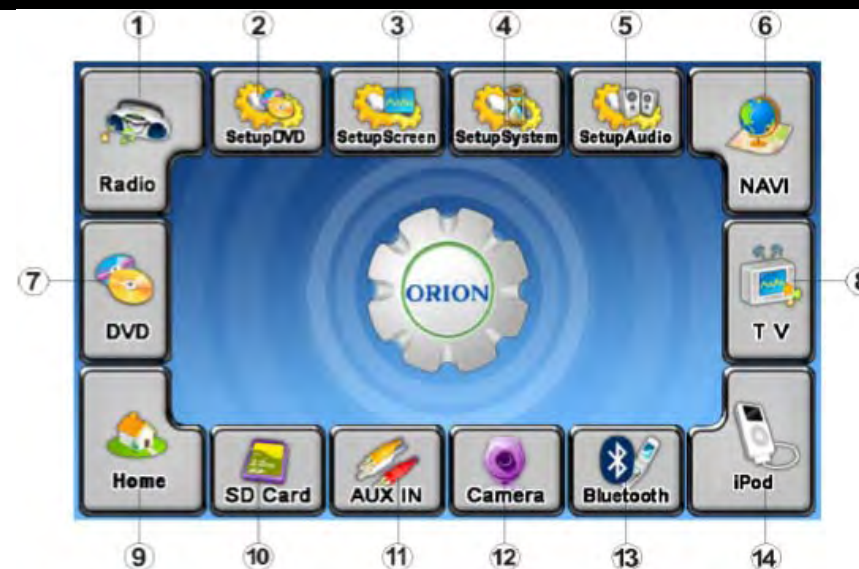 1 2 3 4 5 6
SetupDVD SetupScreen SetupSystem SetupAudio
Radio NAVI
ORION
7 8
DVD T V
Home SD Card AUX IN Camera Bluetooth iPod
9 10 11 12 13 14